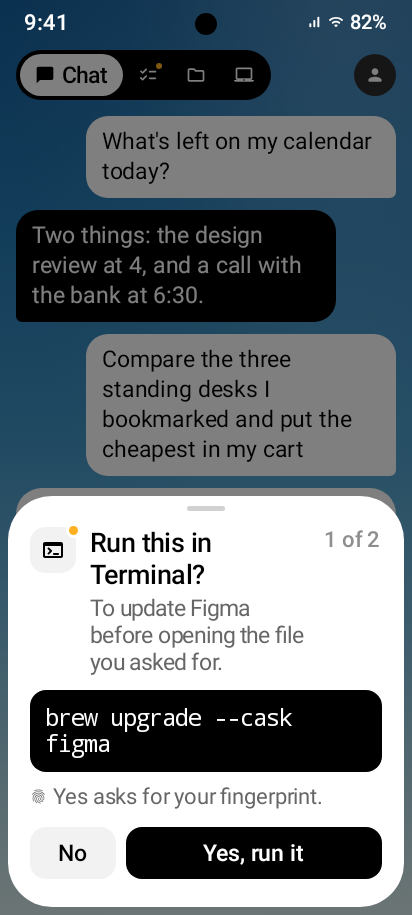 9:41
82%
Chat
What's left on my calendar
today?
Two things: the design
review at 4, and a call with
the bank at 6:30.
Compare the three
standing desks I
bookmarked and put the
cheapest in my cart
Run this in
Terminal?
1 of 2
To update Figma
before opening the file
you asked for.
brew upgrade --cask
figma
Yes asks for your fingerprint.
No
Yes, run it